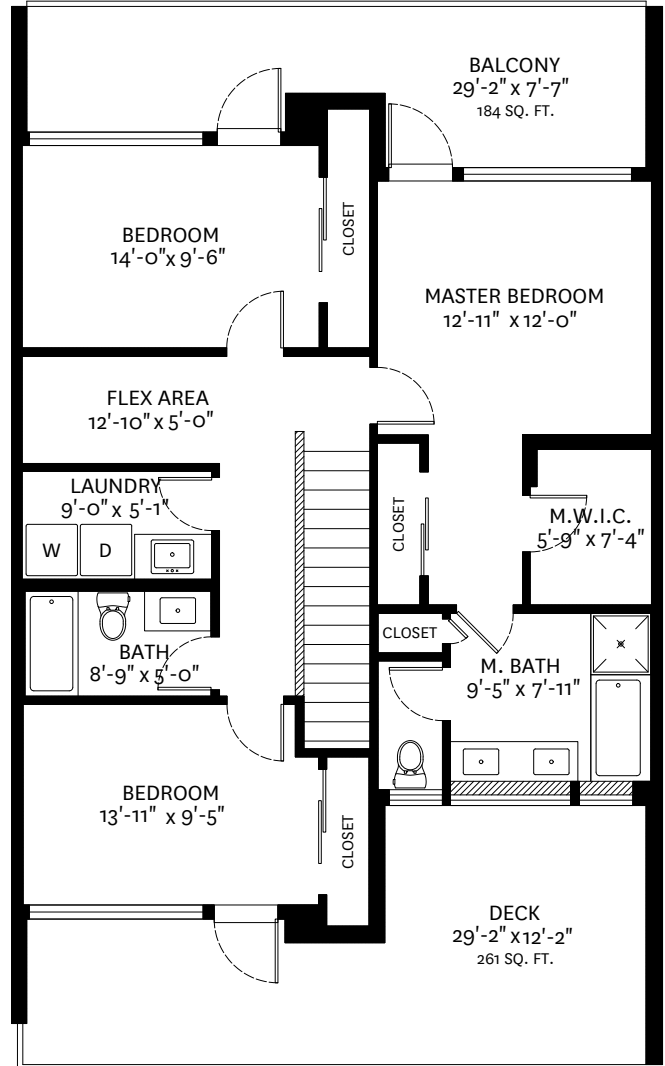 BALCONY
29'-2" x 7'-7"
184 SQ. FT.
BEDROOM
14'-0"x 9'-6"
CLOSET
MASTER BEDROOM
12'-11" x 12'-0"
FLEX AREA
12'-10" x 5'-0"
LAUNDRY
9'-0" x 5'-1"
W
D
CLOSET
M.W.I.C.
5'-9" x 7'-4"
CLOSET
BATH
8'-9" x 5'-0"
M. BATH
9'-5" x 7'-11"
BEDROOM
13'-11" x 9'-5"
CLOSET
DECK
29'-2" x 12'-2"
261 SQ. FT.